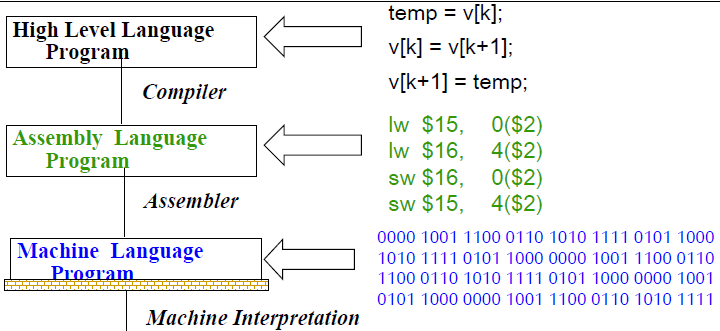 High Level Language
Program
temp = v[k];
v[k] = v[k+1];
v[k+1] = temp;
Compiler
Assembly Language
Program
lw $15, 0($2)
lw $16, 4($2)
sw $16, 0($2)
sw $15, 4($2)
Assembler
Machine Language
Program
0000 1001 1100 0110 1010 1111 0101 1000
1010 1111 0101 1000 0000 1001 1100 0110
1100 0110 1010 1111 0101 1000 0000 1001
0101 1000 0000 1001 1100 0110 1010 1111
Machine Interpretation